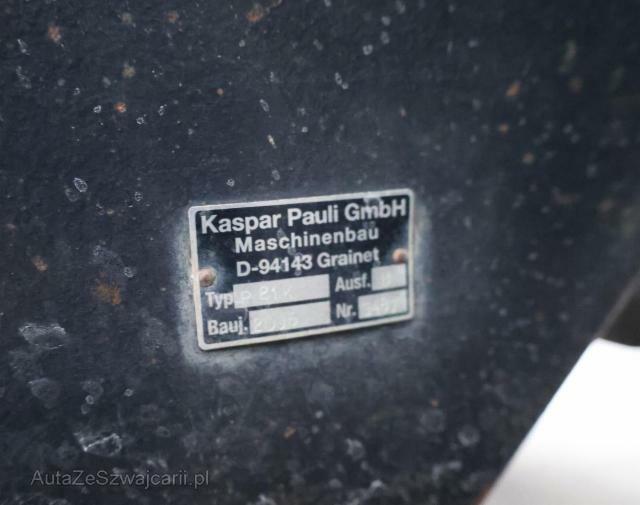 Kaspar Pauli GmbH
Maschinenbau
D-94143 Grainet
Typ. Ausf.
Bauj. Nr.
AutaZeSzwajcarii.pl